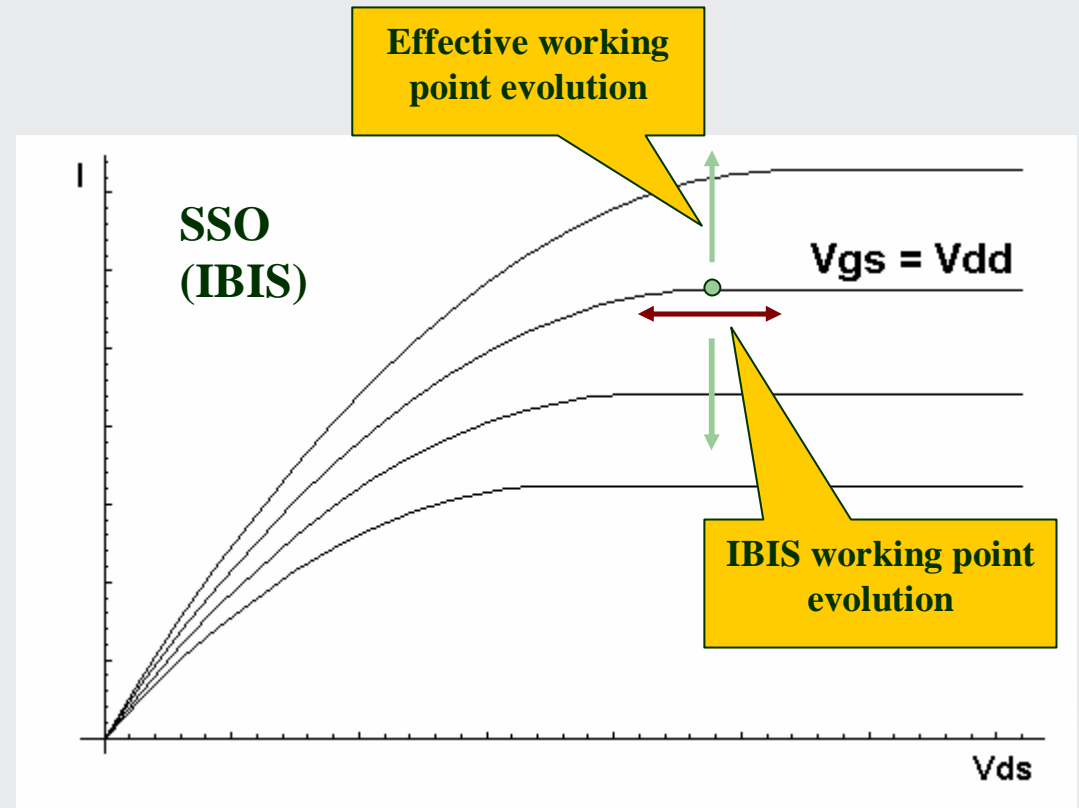 Effective working
point evolution
I
SSO
(IBIS)
Vgs = Vdd
IBIS working point
evolution
Vds